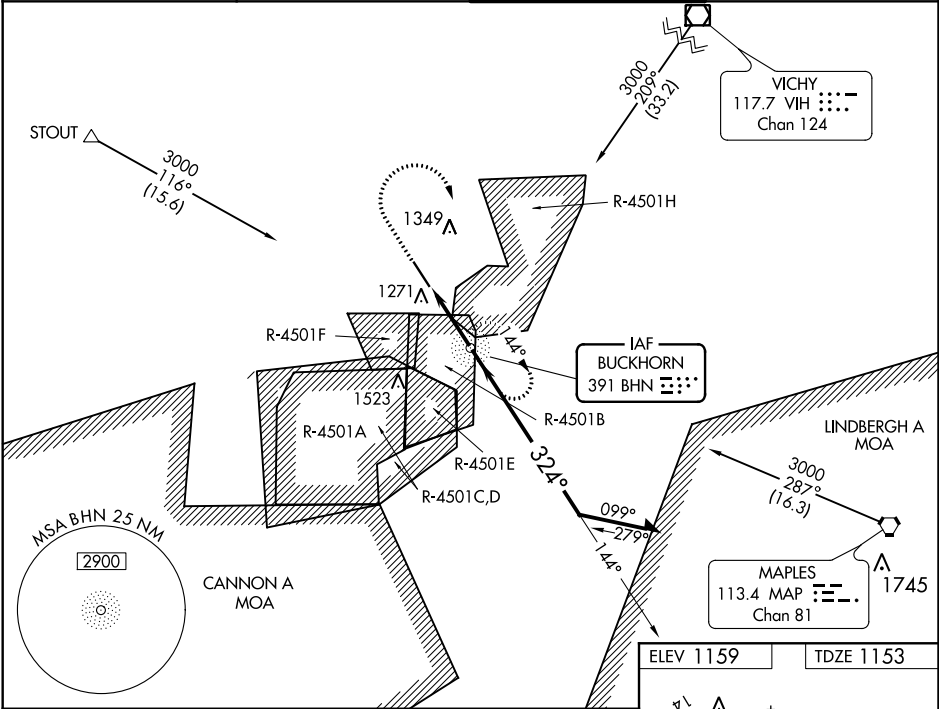 VICHY
117.7 VIH
Chan 124
3000
209°
(33.2)
STOUT
3000
116°
(15.6)
R-4501H
1349
1271
R-4501F
144°
IAF
BUCKHORN
391 BHN
1523
R-4501B
R-4501A
LINDBERGH A
MOA
R-4501E
324°
3000
287°
(16.3)
R-4501C,D
099°
279°
144°
MSA BHN 25 NM
2900
CANNON A
MOA
MAPLES
113.4 MAP
Chan 81
1745
ELEV 1159
TDZE 1153